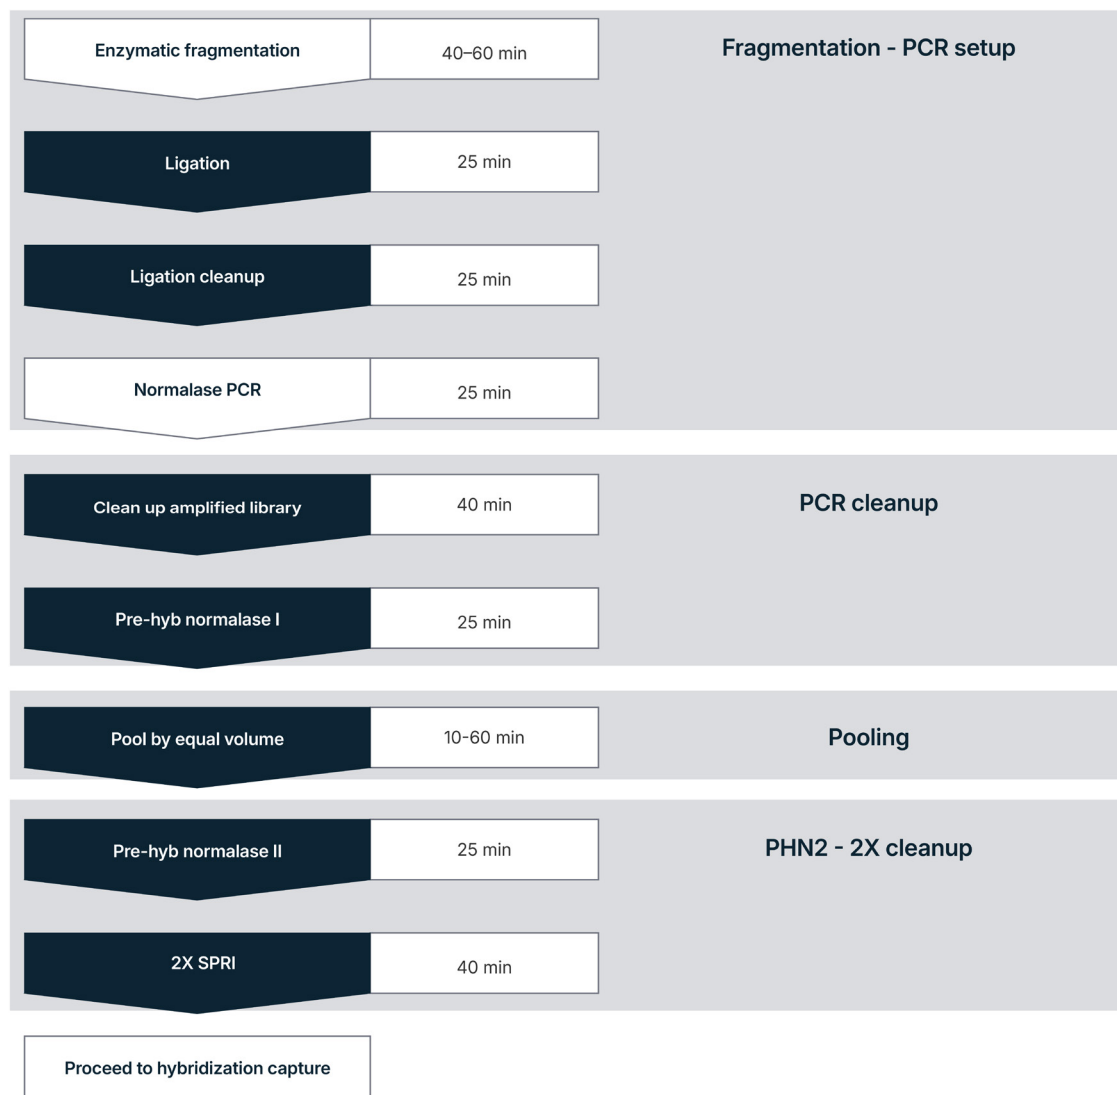 Enzymatic fragmentation
40–60 min
Fragmentation - PCR setup
Ligation
25 min
Ligation cleanup
25 min
Normalase PCR
25 min
Clean up amplified library
40 min
PCR cleanup
Pre-hyb normalase I
25 min
Pool by equal volume
10-60 min
Pooling
Pre-hyb normalase II
25 min
PHN2 - 2X cleanup
2X SPRI
40 min
Proceed to hybridization capture